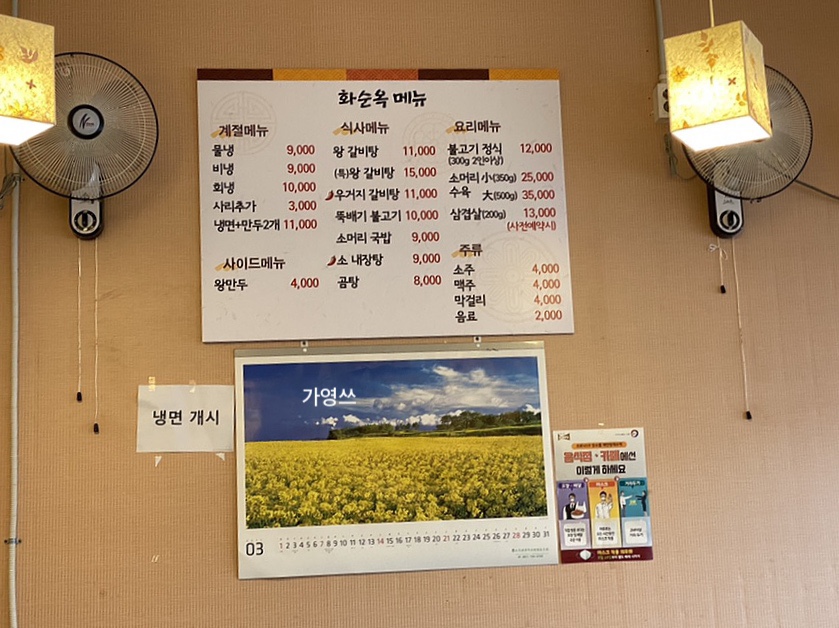 화순옥 메뉴
계절메뉴
물냉 9,000
비냉 9,000
회냉 10,000
사리추가 3,000
냉면+만두2개 11,000
사이드메뉴
왕만두 4,000
식사메뉴
왕 갈비탕 11,000
(특)왕 갈비탕 15,000
우거지 갈비탕 11,000
뚝배기 불고기 10,000
소머리 국밥 9,000
소 내장탕 9,000
곰탕 8,000
요리메뉴
불고기 정식 12,000
(300g 2인이상)
소머리 小(350g) 25,000
수육 大(500g) 35,000
삼겹살(200g) 13,000
(사전예약시)
주류
소주 4,000
맥주 4,000
막걸리 4,000
음료 2,000
냉면 개시
가영쓰
03
1 2 3 4 5 6 7 8 9 10 11 12 13 14 15 16 17 18 19 20 21 22 23 24 25 26 27 28 29 30 31
음식점·카페에선
이렇게 하세요
마스크 착용 의무화